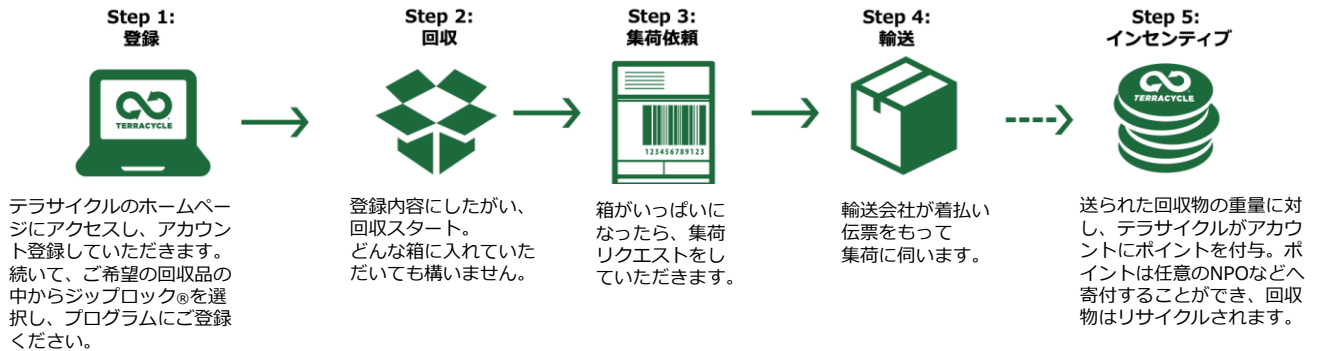 Step 1:
登録
TERRACYCLE
テラサイクルのホームペー
ジにアクセスし、アカウン
ト登録していただきます。
続いて、ご希望の回収品の
中からジップロック®を選
択し、プログラムにご登録
ください。
Step 2:
回収
登録内容にしたがい、
回収スタート。
どんな箱に入れていた
だいても構いません。
Step 3:
集荷依頼
123456789123
箱がいっぱいに
なったら、集荷
リクエストをし
ていただきます。
Step 4:
輸送
輸送会社が着払い
伝票をもって
集荷に伺います。
Step 5:
インセンティブ
TERRACYCLE
送られた回収物の重量に対
し、テラサイクルがアカウ
ントにポイントを付与。ポ
イントは任意のNPOなどへ
寄付することができ、回収
物はリサイクルされます。